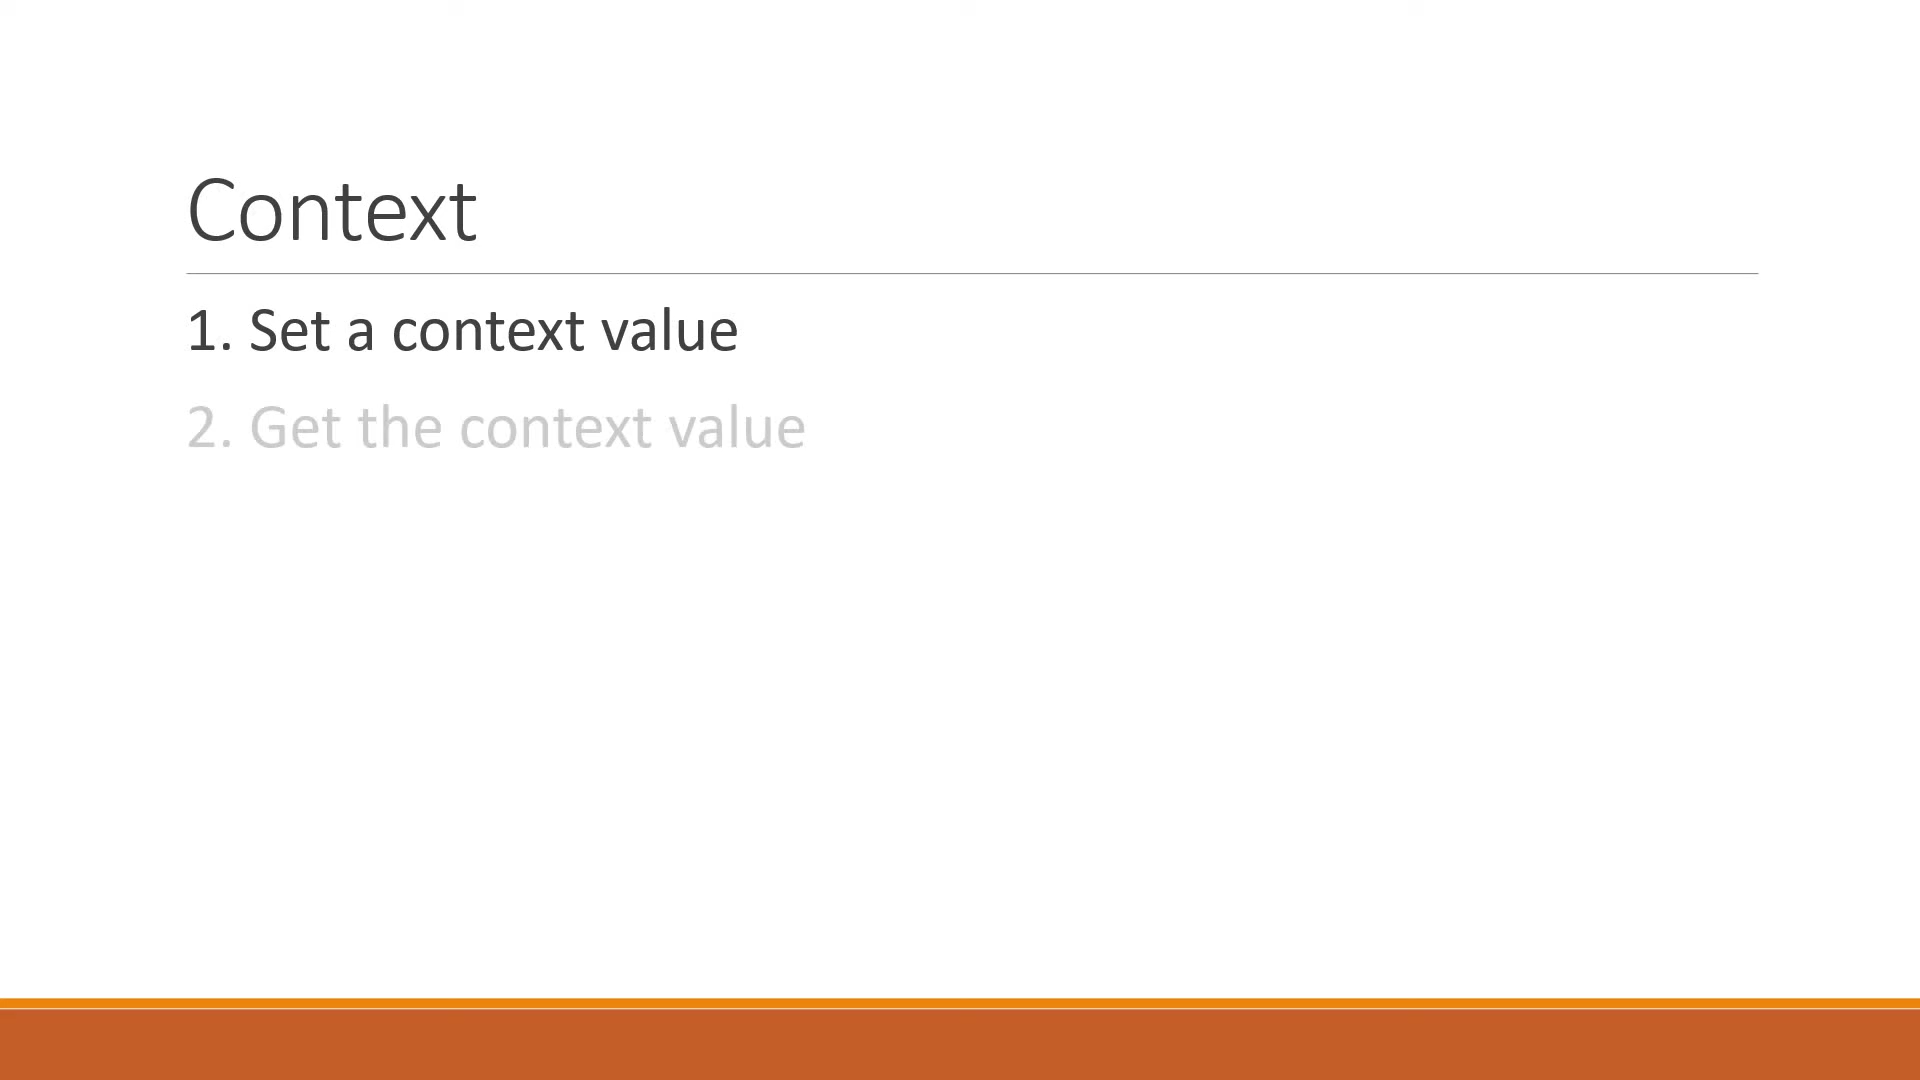 Context
1. Set a context value
2. Get the context value